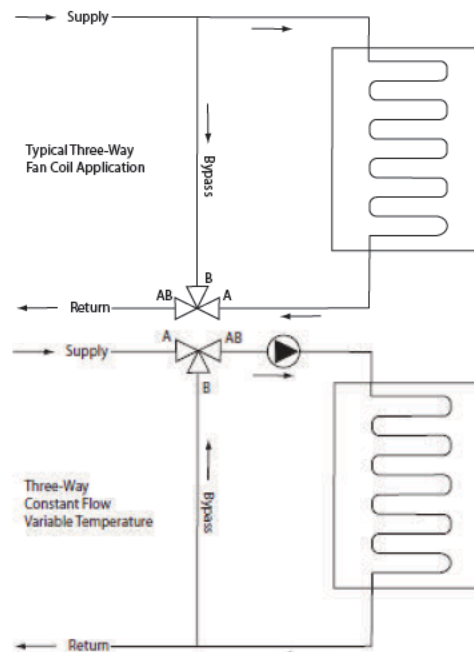 Supply
Typical Three-Way
Fan Coil Application
Bypass
B
AB
A
Return
A
AB
Supply
B
Three-Way
Constant Flow
Variable Temperature
Bypass
Return